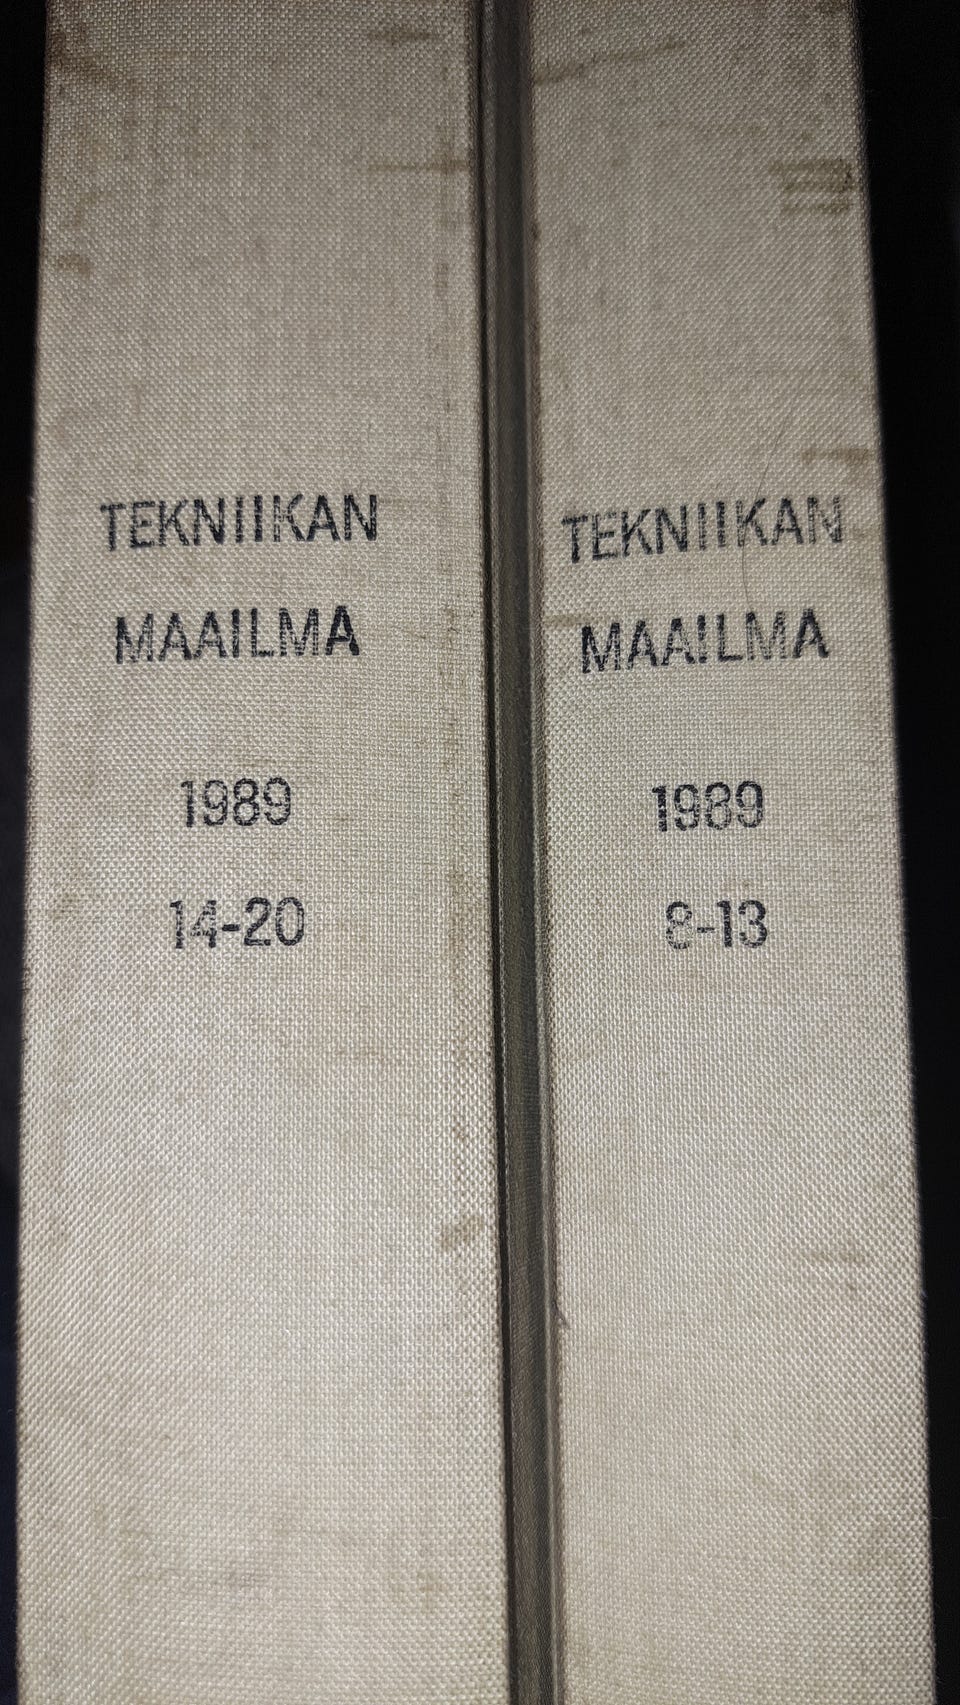 TEKNIIKAN
MAAILMA
1989
14-20
TEKNIIKAN
MAAILMA
1989
8-13